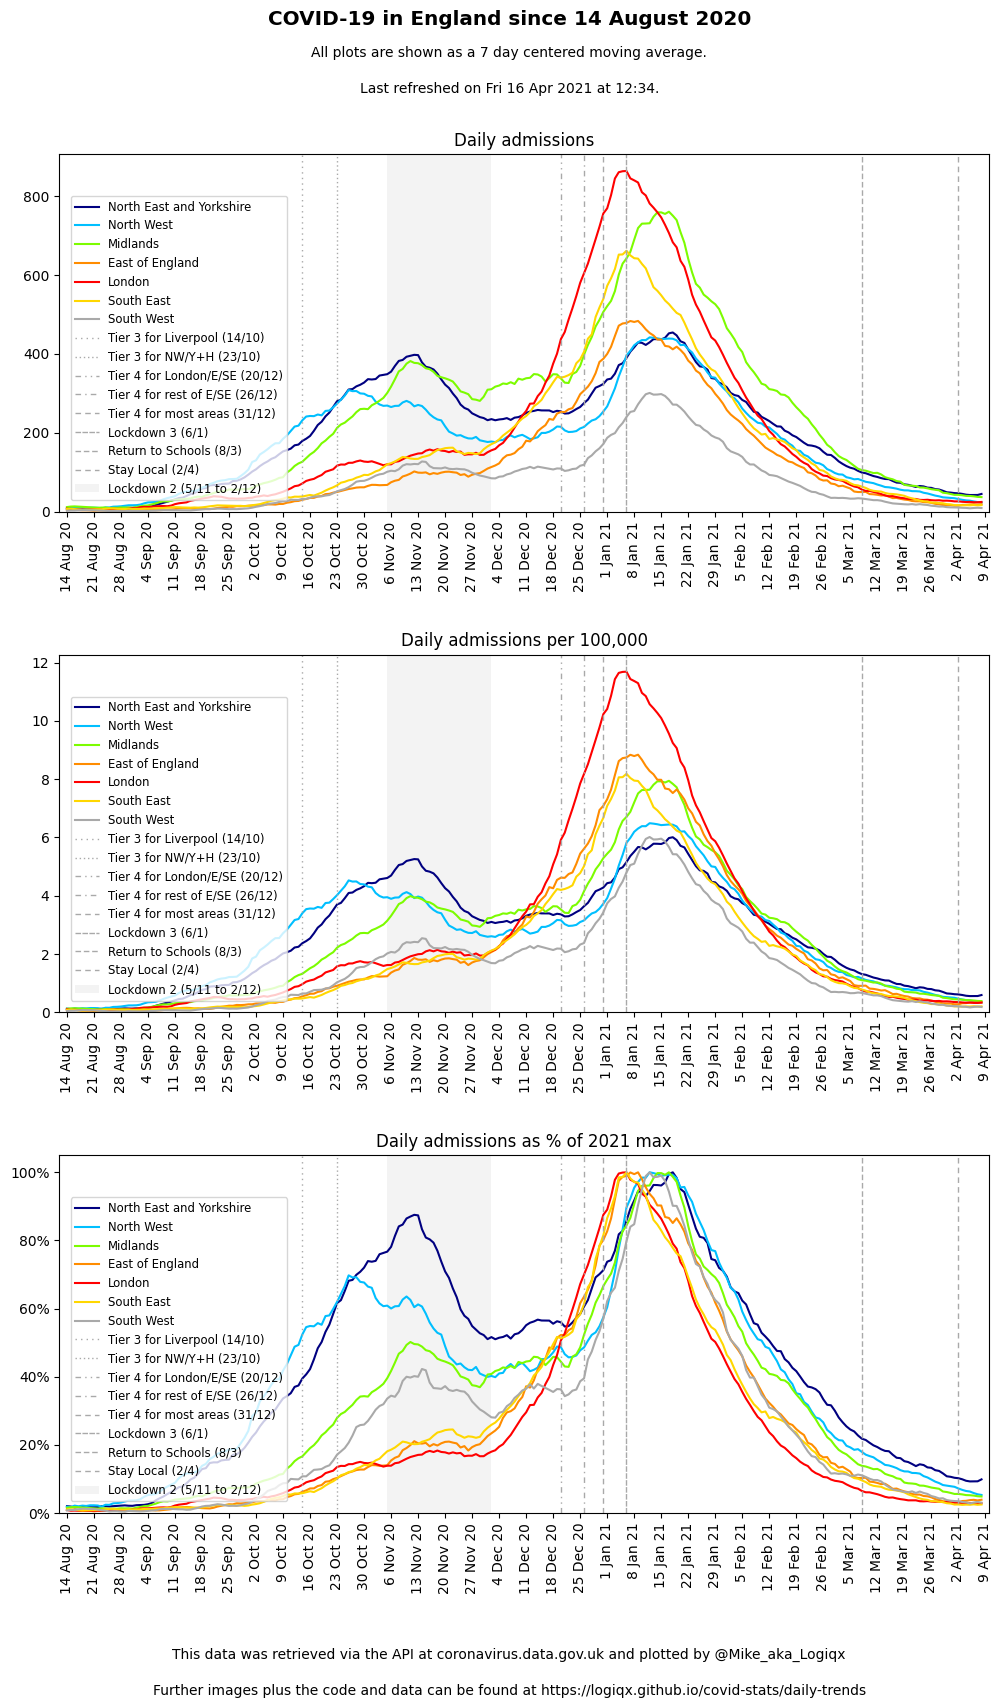 COVID-19 in England since 14 August 2020
All plots are shown as a 7 day centered moving average.
Last refreshed on Fri 16 Apr 2021 at 12:34.
Daily admissions
800
600
400
200
0
North East and Yorkshire
North West
Midlands
East of England
London
South East
South West
Tier 3 for Liverpool (14/10)
Tier 3 for NW/Y+H (23/10)
Tier 4 for London/E/SE (20/12)
Tier 4 for rest of E/SE (26/12)
Tier 4 for most areas (31/12)
Lockdown 3 (6/1)
Return to Schools (8/3)
Stay Local (2/4)
Lockdown 2 (5/11 to 2/12)
14 Aug 20
21 Aug 20
28 Aug 20
4 Sep 20
11 Sep 20
18 Sep 20
25 Sep 20
2 Oct 20
9 Oct 20
16 Oct 20
23 Oct 20
30 Oct 20
6 Nov 20
13 Nov 20
20 Nov 20
27 Nov 20
4 Dec 20
11 Dec 20
18 Dec 20
25 Dec 20
1 Jan 21
8 Jan 21
15 Jan 21
22 Jan 21
29 Jan 21
5 Feb 21
12 Feb 21
19 Feb 21
26 Feb 21
5 Mar 21
12 Mar 21
19 Mar 21
26 Mar 21
2 Apr 21
9 Apr 21
Daily admissions per 100,000
12
10
8
6
4
2
0
North East and Yorkshire
North West
Midlands
East of England
London
South East
South West
Tier 3 for Liverpool (14/10)
Tier 3 for NW/Y+H (23/10)
Tier 4 for London/E/SE (20/12)
Tier 4 for rest of E/SE (26/12)
Tier 4 for most areas (31/12)
Lockdown 3 (6/1)
Return to Schools (8/3)
Stay Local (2/4)
Lockdown 2 (5/11 to 2/12)
14 Aug 20
21 Aug 20
28 Aug 20
4 Sep 20
11 Sep 20
18 Sep 20
25 Sep 20
2 Oct 20
9 Oct 20
16 Oct 20
23 Oct 20
30 Oct 20
6 Nov 20
13 Nov 20
20 Nov 20
27 Nov 20
4 Dec 20
11 Dec 20
18 Dec 20
25 Dec 20
1 Jan 21
8 Jan 21
15 Jan 21
22 Jan 21
29 Jan 21
5 Feb 21
12 Feb 21
19 Feb 21
26 Feb 21
5 Mar 21
12 Mar 21
19 Mar 21
26 Mar 21
2 Apr 21
9 Apr 21
Daily admissions as % of 2021 max
100%
80%
60%
40%
20%
0%
North East and Yorkshire
North West
Midlands
East of England
London
South East
South West
Tier 3 for Liverpool (14/10)
Tier 3 for NW/Y+H (23/10)
Tier 4 for London/E/SE (20/12)
Tier 4 for rest of E/SE (26/12)
Tier 4 for most areas (31/12)
Lockdown 3 (6/1)
Return to Schools (8/3)
Stay Local (2/4)
Lockdown 2 (5/11 to 2/12)
14 Aug 20
21 Aug 20
28 Aug 20
4 Sep 20
11 Sep 20
18 Sep 20
25 Sep 20
2 Oct 20
9 Oct 20
16 Oct 20
23 Oct 20
30 Oct 20
6 Nov 20
13 Nov 20
20 Nov 20
27 Nov 20
4 Dec 20
11 Dec 20
18 Dec 20
25 Dec 20
1 Jan 21
8 Jan 21
15 Jan 21
22 Jan 21
29 Jan 21
5 Feb 21
12 Feb 21
19 Feb 21
26 Feb 21
5 Mar 21
12 Mar 21
19 Mar 21
26 Mar 21
2 Apr 21
9 Apr 21
This data was retrieved via the API at coronavirus.data.gov.uk and plotted by @Mike_aka_Logiqx
Further images plus the code and data can be found at https://logiqx.github.io/covid-stats/daily-trends